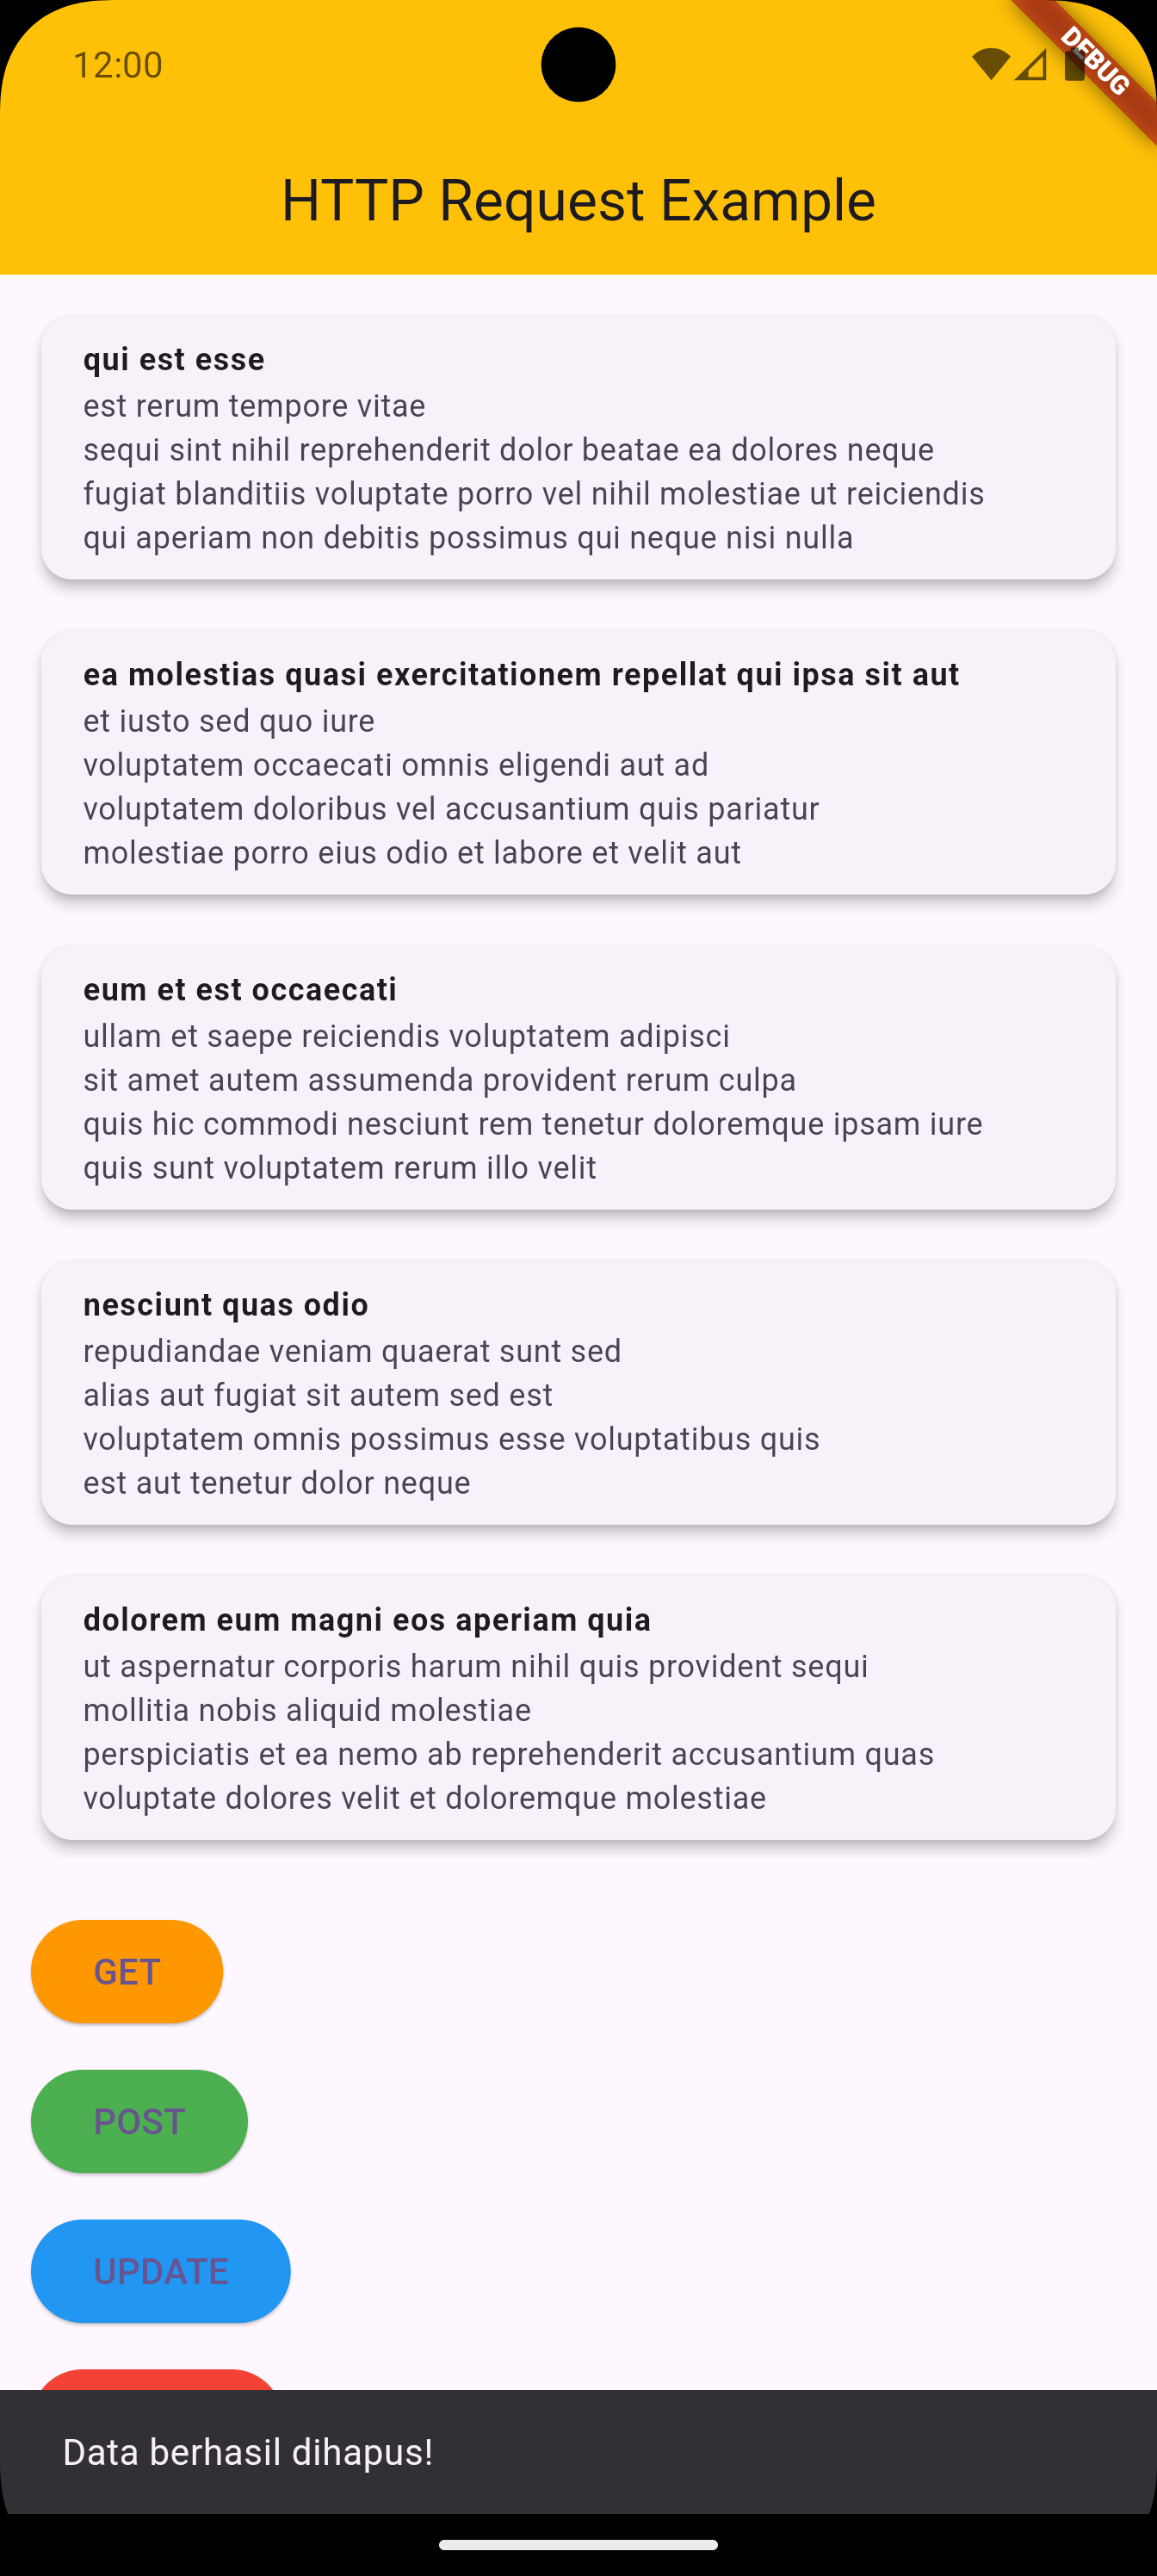 12:00
DEBUG
HTTP Request Example
qui est esse
est rerum tempore vitae
sequi sint nihil reprehenderit dolor beatae ea dolores neque
fugiat blanditiis voluptate porro vel nihil molestiae ut reiciendis
qui aperiam non debitis possimus qui neque nisi nulla
ea molestias quasi exercitationem repellat qui ipsa sit aut
et iusto sed quo iure
voluptatem occaecati omnis eligendi aut ad
voluptatem doloribus vel accusantium quis pariatur
molestiae porro eius odio et labore et velit aut
eum et est occaecati
ullam et saepe reiciendis voluptatem adipisci
sit amet autem assumenda provident rerum culpa
quis hic commodi nesciunt rem tenetur doloremque ipsam iure
quis sunt voluptatem rerum illo velit
nesciunt quas odio
repudiandae veniam quaerat sunt sed
alias aut fugiat sit autem sed est
voluptatem omnis possimus esse voluptatibus quis
est aut tenetur dolor neque
dolorem eum magni eos aperiam quia
ut aspernatur corporis harum nihil quis provident sequi
mollitia nobis aliquid molestiae
perspiciatis et ea nemo ab reprehenderit accusantium quas
voluptate dolores velit et doloremque molestiae
GET
POST
UPDATE
Data berhasil dihapus!